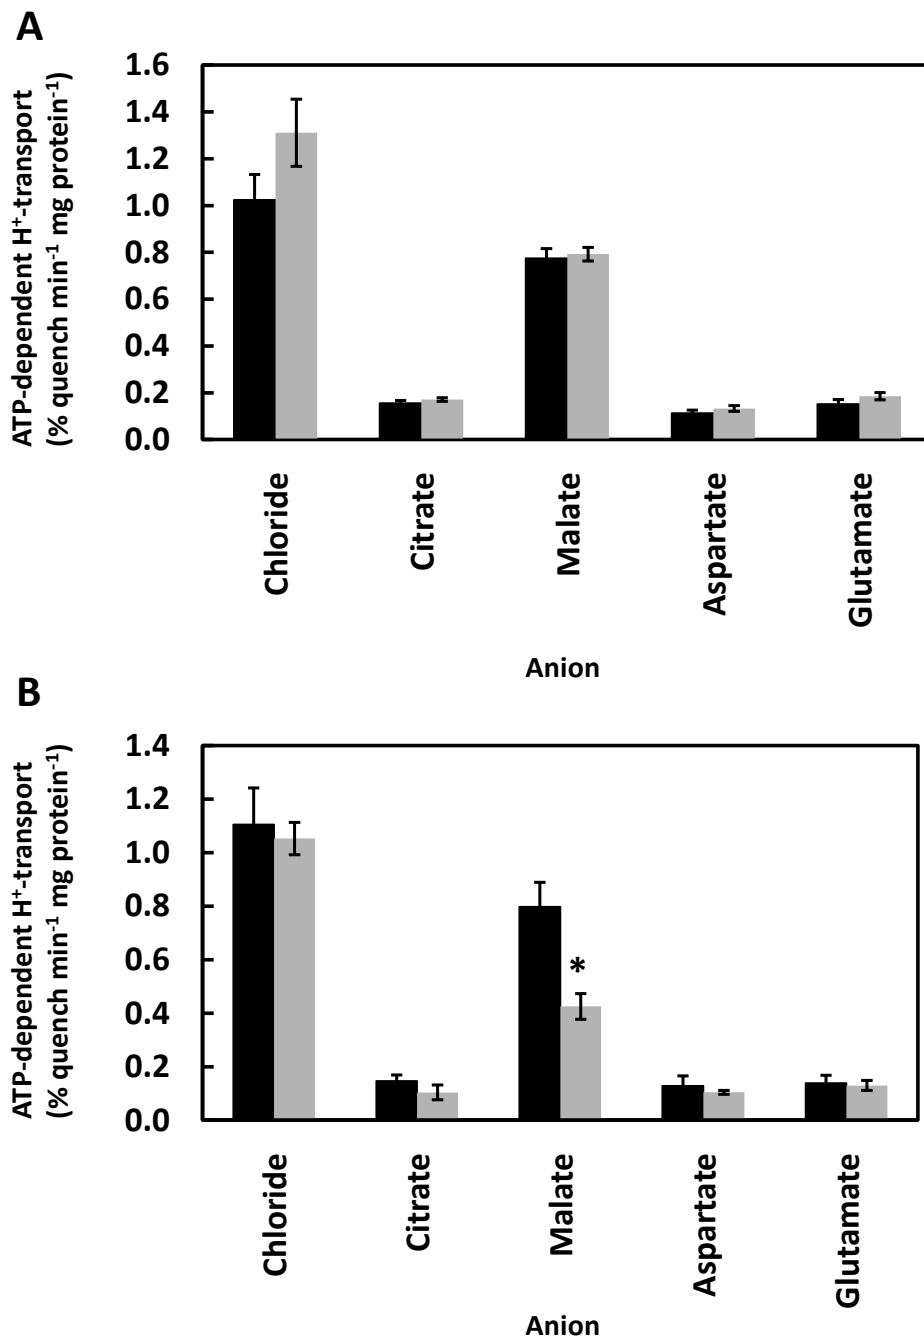 A
ATP-dependent H⁺-transport
(% quench min⁻¹ mg protein⁻¹)
1.6
1.4
1.2
1.0
0.8
0.6
0.4
0.2
0.0
Chloride
Citrate
Malate
Aspartate
Glutamate
Anion
B
ATP-dependent H⁺-transport
(% quench min⁻¹ mg protein⁻¹)
1.4
1.2
1.0
0.8
0.6
0.4
0.2
0.0
*
Chloride
Citrate
Malate
Aspartate
Glutamate
Anion